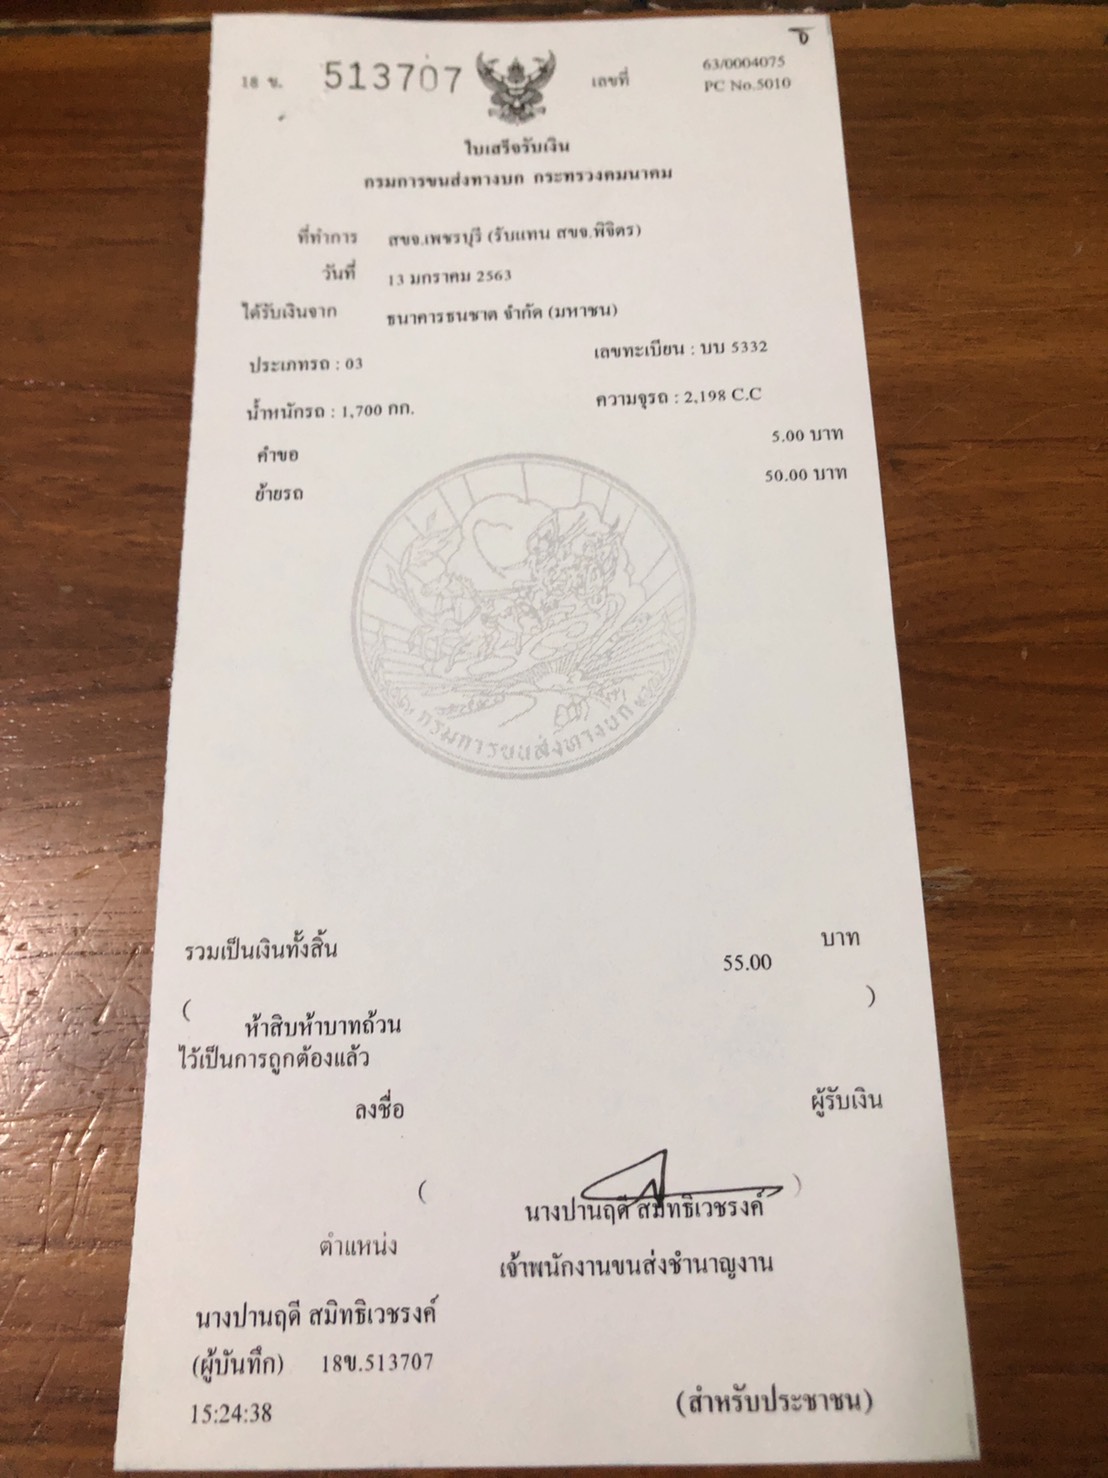 18 ข. 513707 เลขที่ 63/0004075
PC No.5010
ใบเสร็จรับเงิน
กรมการขนส่งทางบก กระทรวงคมนาคม
ที่ทำการ สขจ.เพชรบุรี (รับแทน สขจ.พิจิตร)
วันที่ 13 มกราคม 2563
ได้รับเงินจาก ธนาคารธนชาต จำกัด (มหาชน)
ประเภทรถ : 03 เลขทะเบียน : บบ 5332
น้ำหนักรถ : 1,700 กก. ความจุรถ : 2,198 C.C
คำขอ 5.00 บาท
ย้ายรถ 50.00 บาท
กรมการขนส่งทางบก
รวมเป็นเงินทั้งสิ้น 55.00 บาท
( ห้าสิบห้าบาทถ้วน )
ไว้เป็นการถูกต้องแล้ว
ลงชื่อ ผู้รับเงิน
( นางปานฤดี สมิทธิเวชรงค์ )
ตำแหน่ง เจ้าพนักงานขนส่งชำนาญงาน
นางปานฤดี สมิทธิเวชรงค์
(ผู้บันทึก) 18ข.513707
15:24:38 (สำหรับประชาชน)